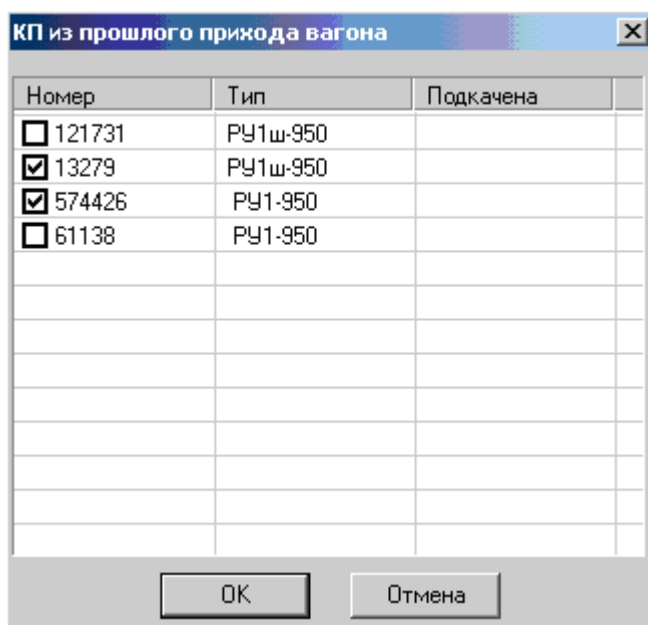 КП из прошлого прихода вагона
Номер Тип Подкачена
121731 РУ1ш-950
13279 РУ1ш-950
574426 РУ1-950
61138 РУ1-950
OK Отмена